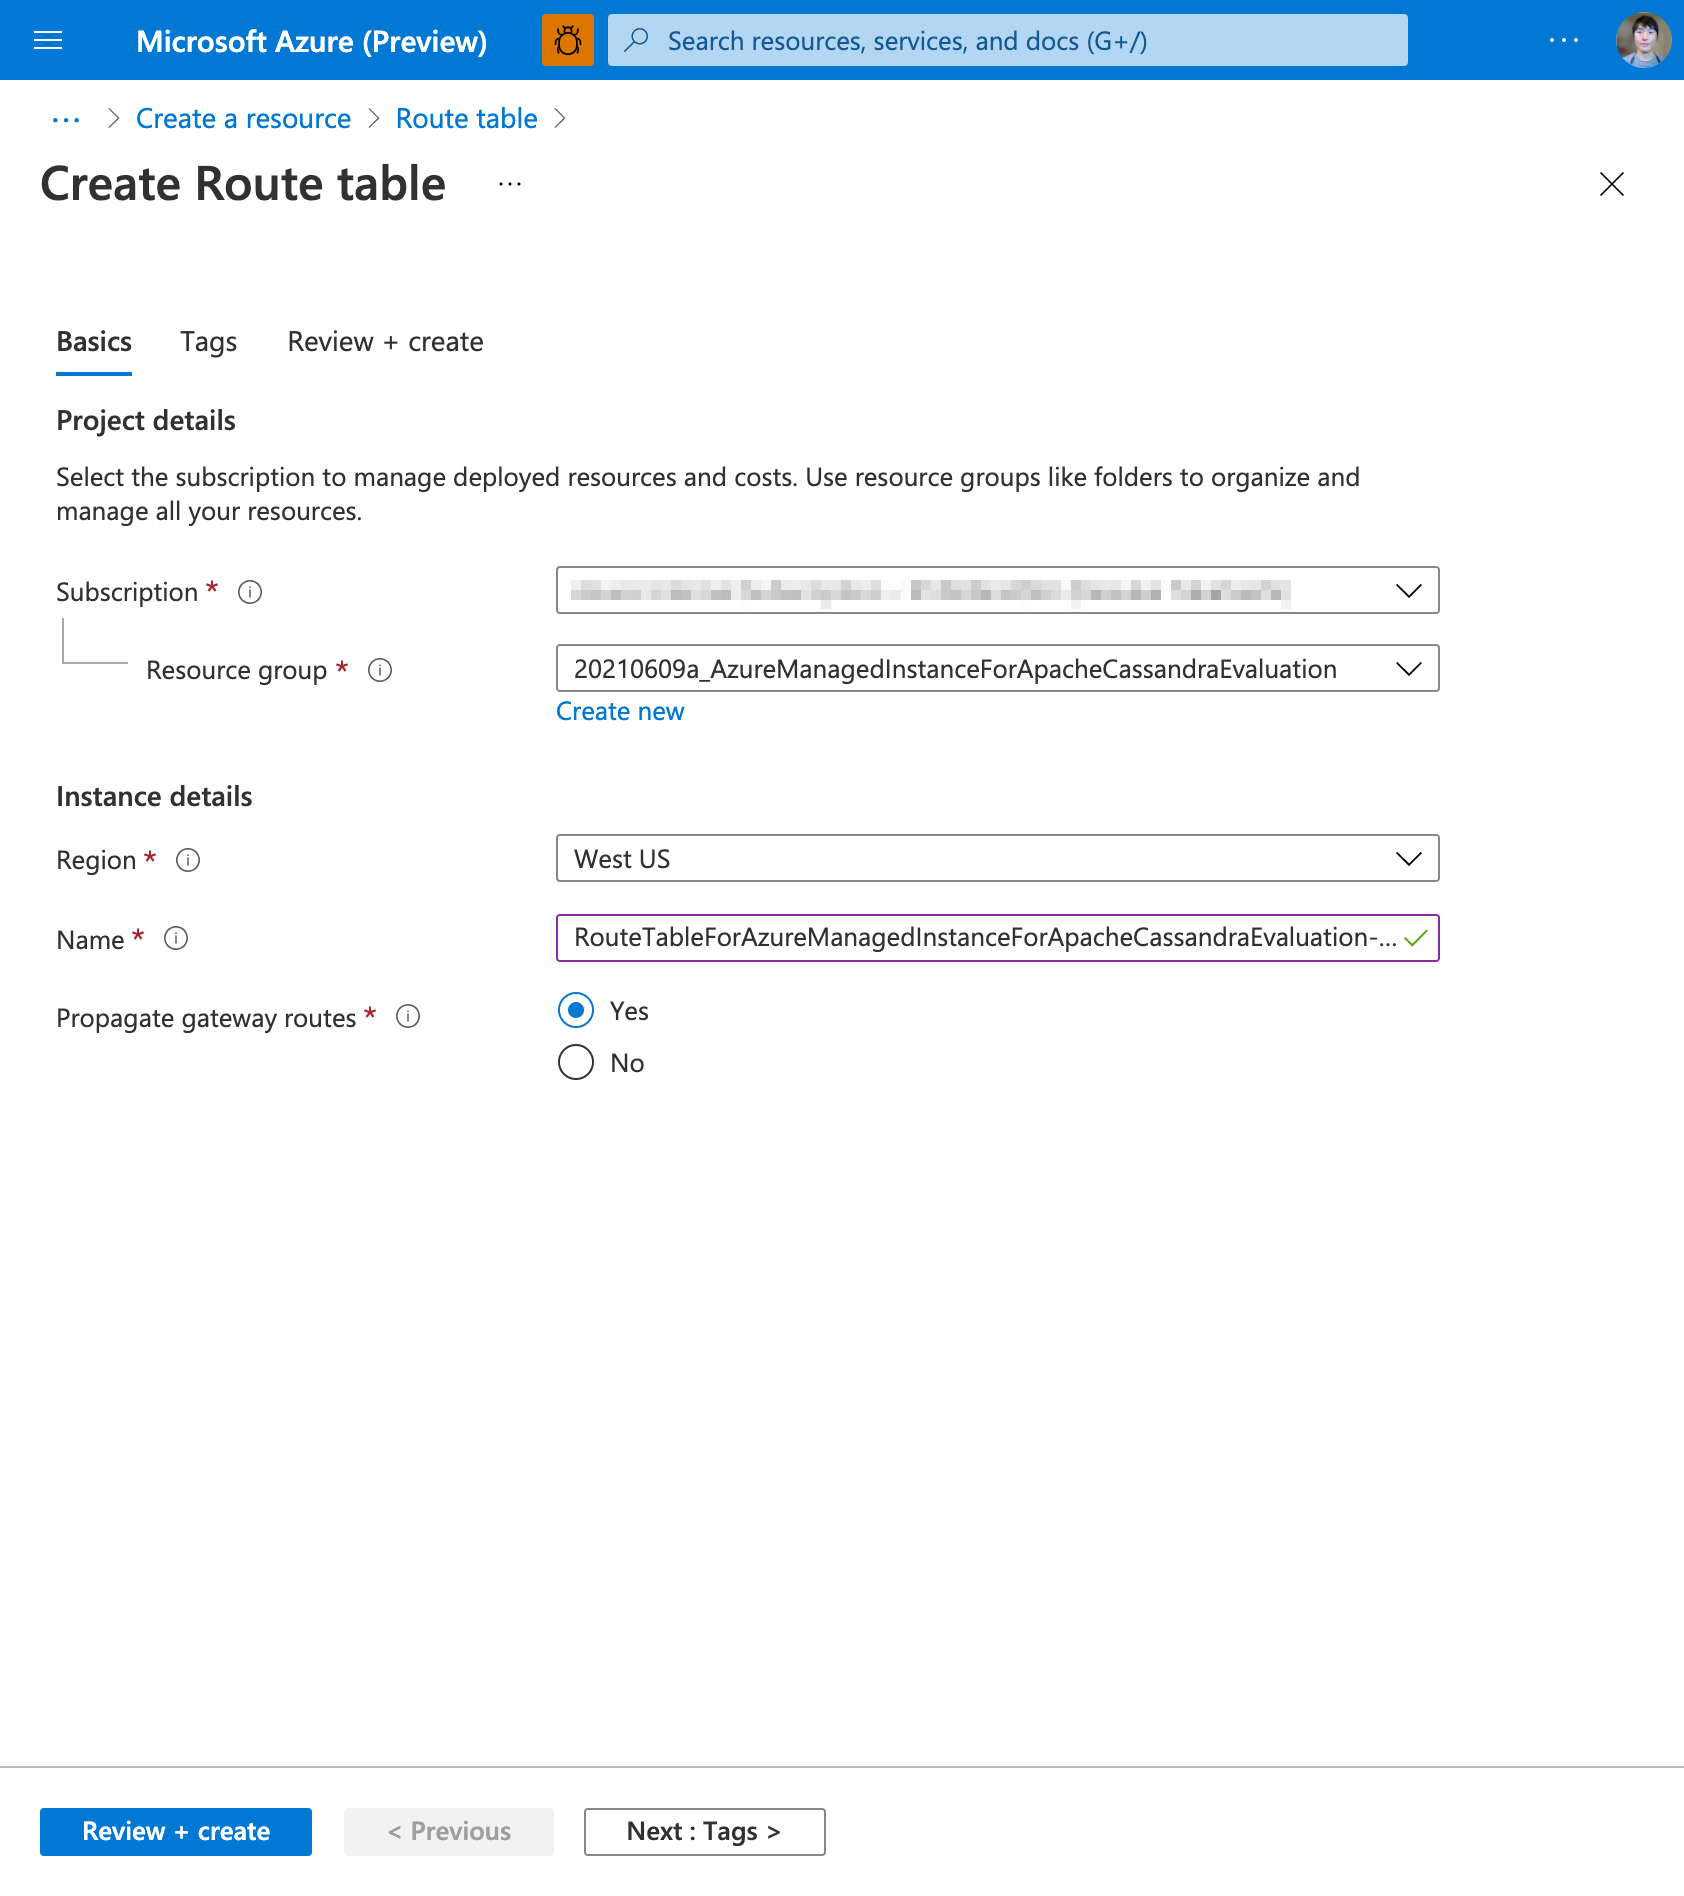 Microsoft Azure (Preview)
Search resources, services, and docs (G+/)
...
... > Create a resource > Route table >
Create Route table ...
Basics Tags Review + create
Project details
Select the subscription to manage deployed resources and costs. Use resource groups like folders to organize and
manage all your resources.
Subscription *
Resource group * 20210609a_AzureManagedInstanceForApacheCassandraEvaluation
Create new
Instance details
Region * West US
Name * RouteTableForAzureManagedInstanceForApacheCassandraEvaluation-...
Propagate gateway routes * Yes
No
Review + create < Previous Next : Tags >